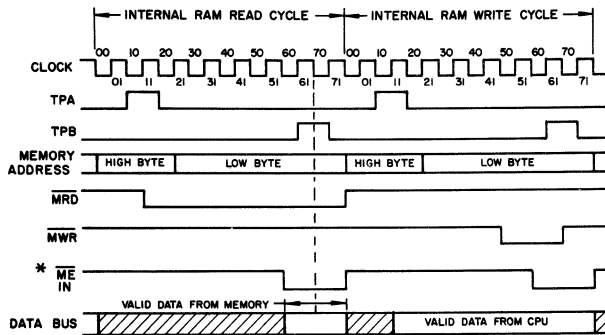 INTERNAL RAM READ CYCLE INTERNAL RAM WRITE CYCLE
00 10 20 30 40 50 60 70 00 10 20 30 40 50 60 70
CLOCK
01 11 21 31 41 51 61 71 01 11 21 31 41 51 61 71
TPA
TPB
MEMORY ADDRESS
HIGH BYTE LOW BYTE HIGH BYTE LOW BYTE
MRD
MWR
* ME
IN
VALID DATA FROM MEMORY
DATA BUS VALID DATA FROM CPU